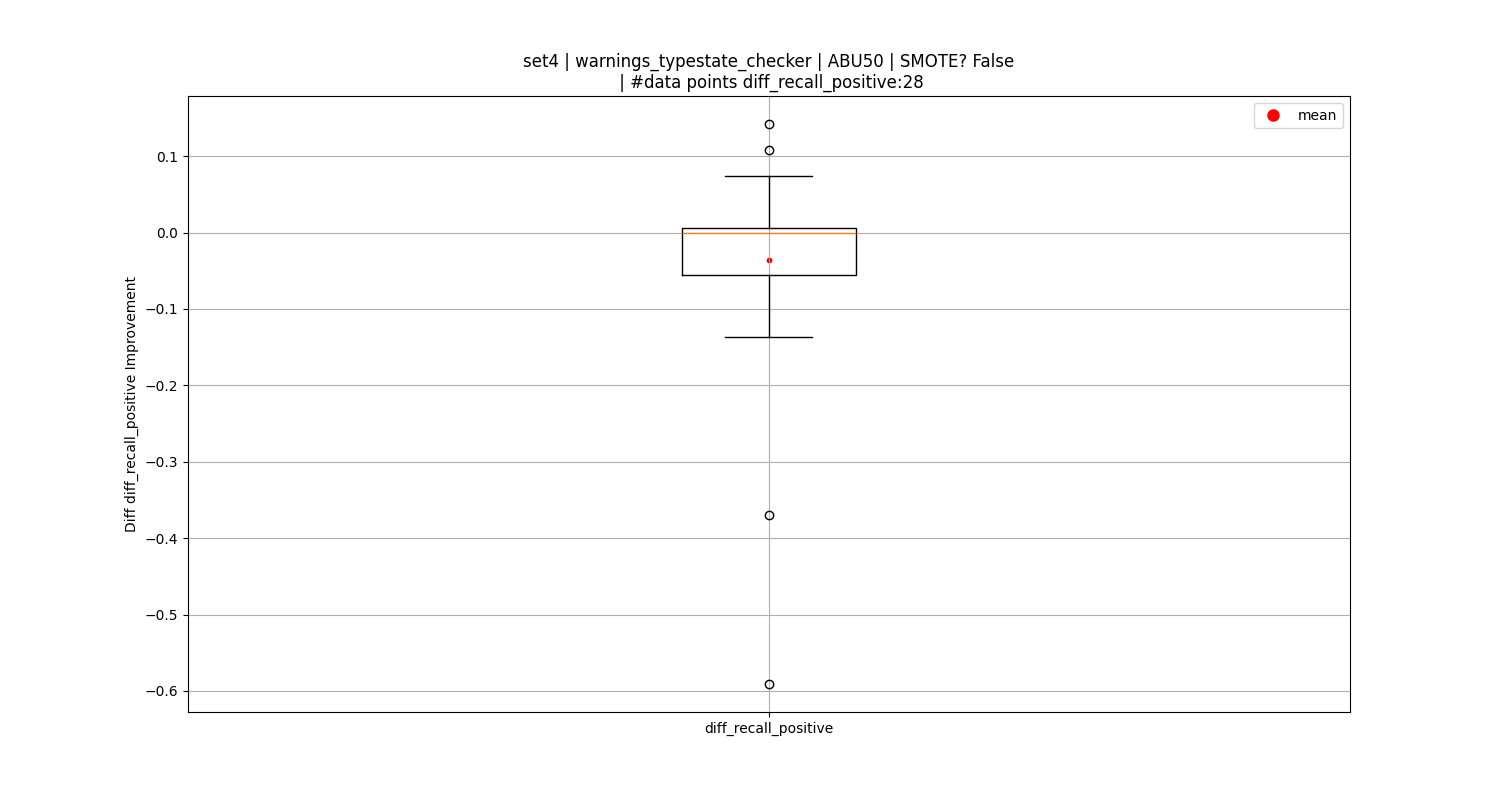 set4 | warnings_typestate_checker | ABU50 | SMOTE? False
| #data points diff_recall_positive:28
mean
0.1
0.0
−0.1
−0.2
−0.3
−0.4
−0.5
−0.6
Diff diff_recall_positive Improvement
diff_recall_positive